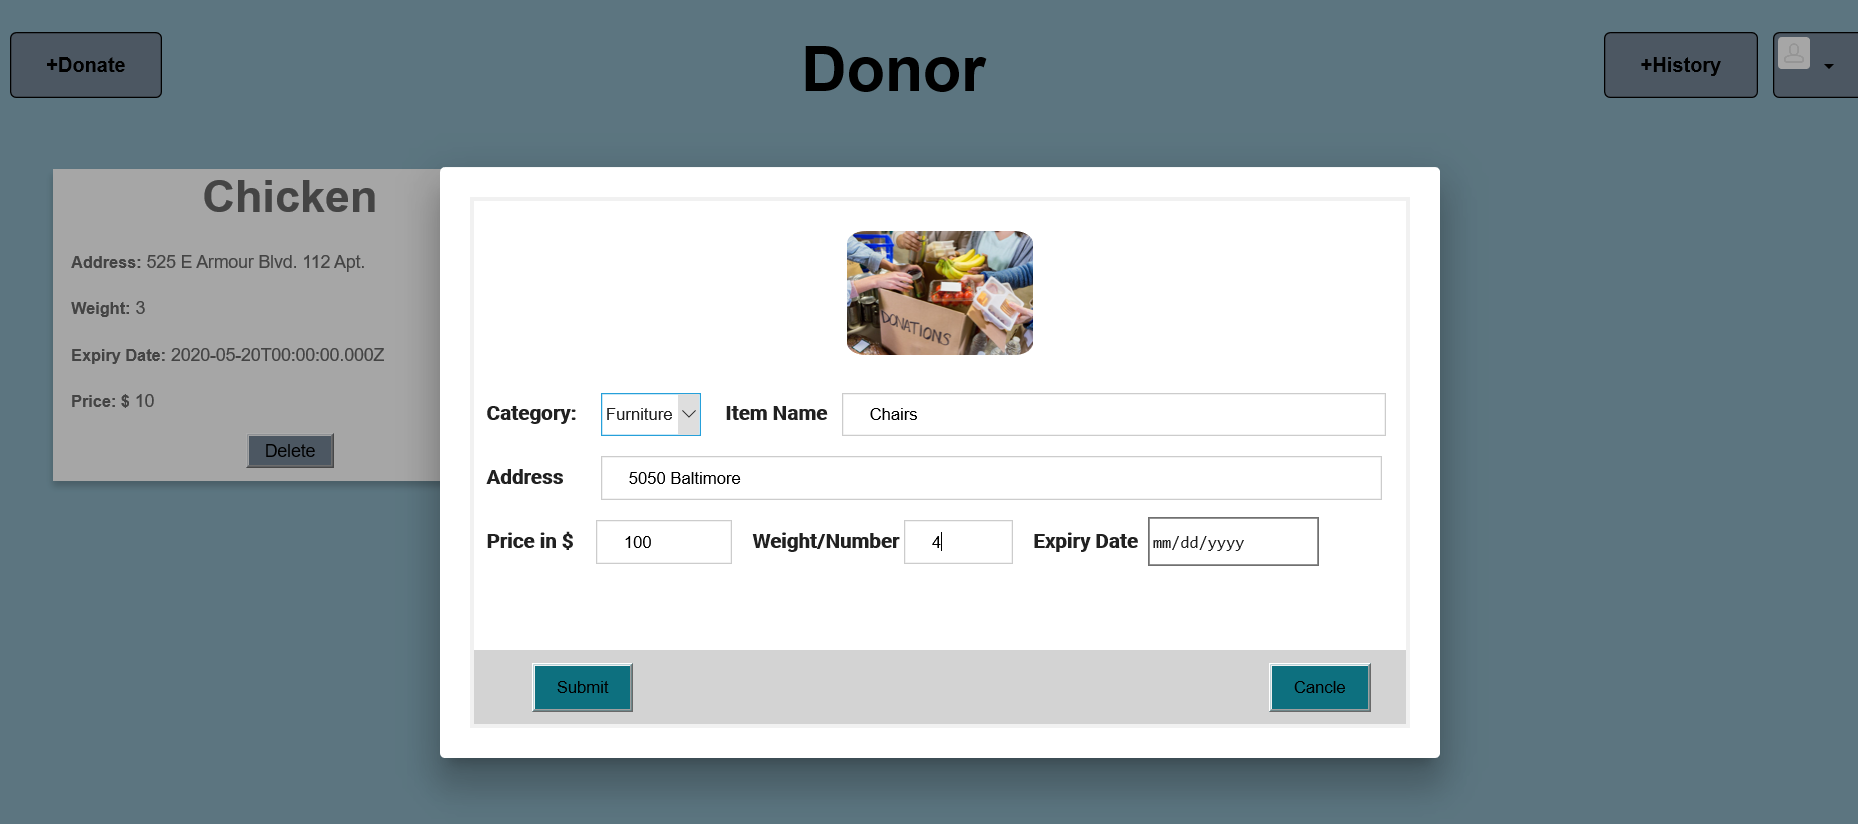 +Donate
Donor
+History
Chicken
Address: 525 E Armour Blvd. 112 Apt.
Weight: 3
Expiry Date: 2020-05-20T00:00:00.000Z
Price: $ 10
Delete
DONATIONS
Category: Furniture Item Name Chairs
Address 5050 Baltimore
Price in $ 100 Weight/Number 4 Expiry Date mm/dd/yyyy
Submit Cancle